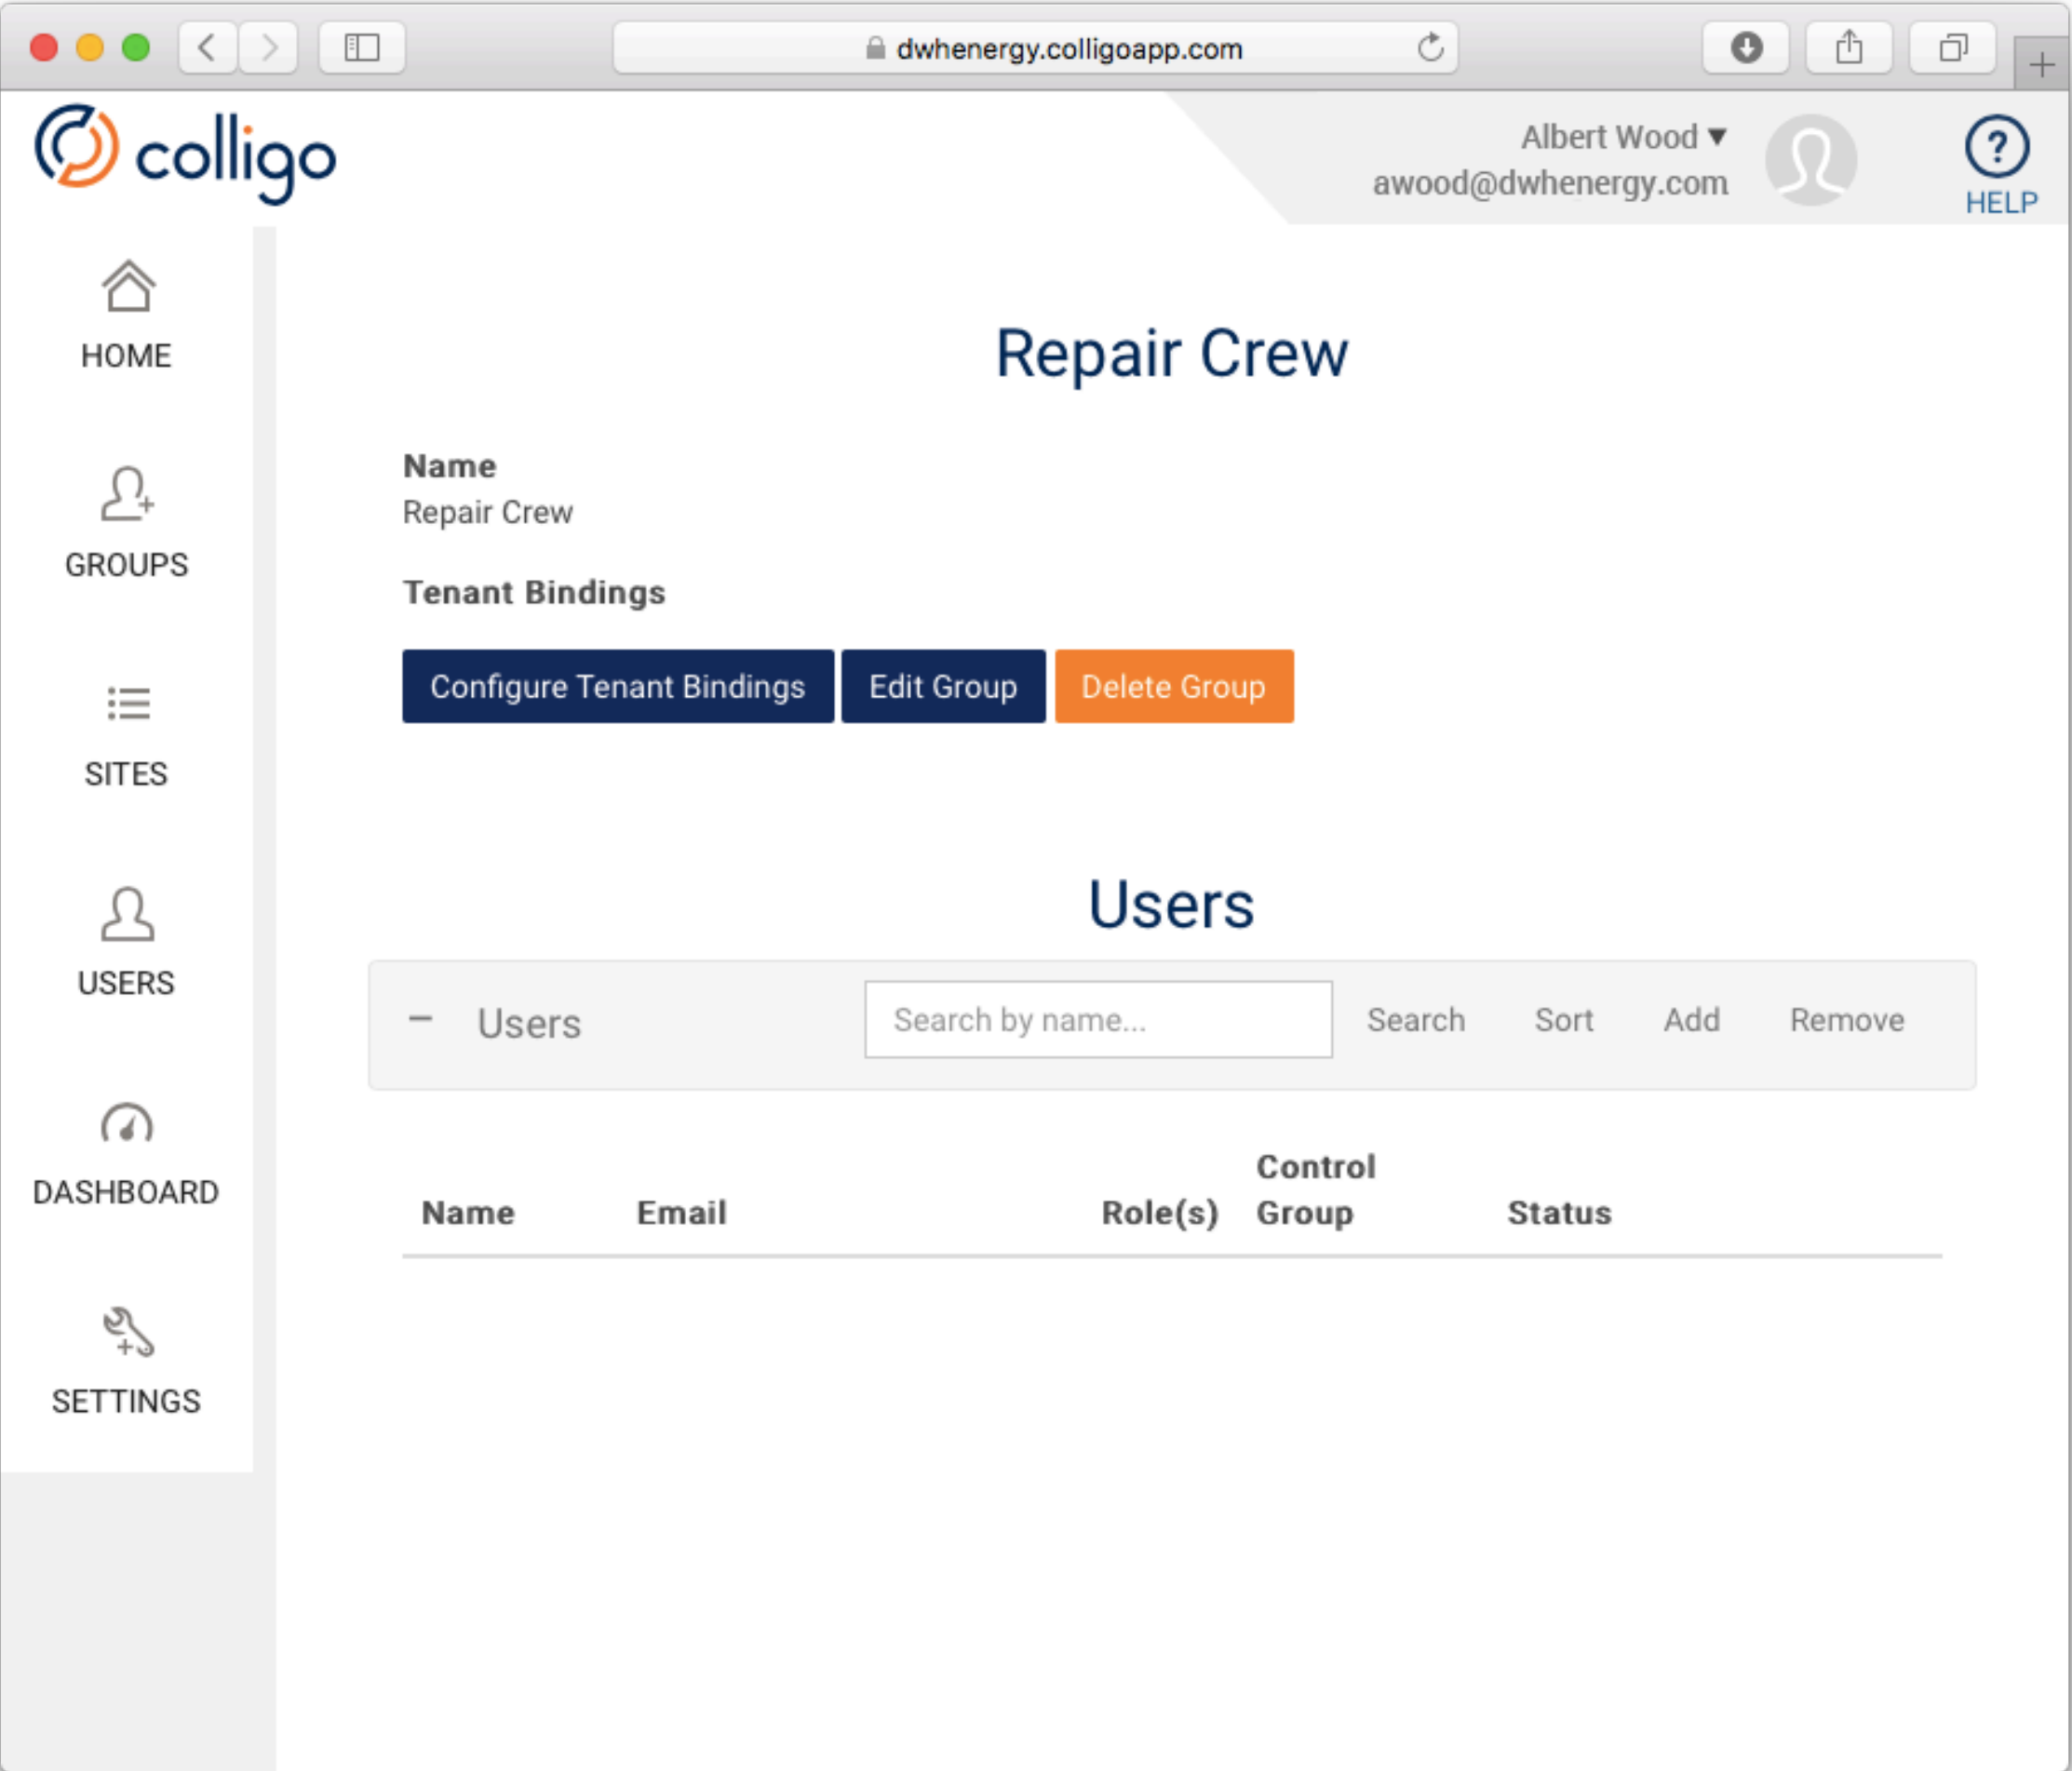 dwhenergy.colligoapp.com
colligo
Albert Wood ▼
awood@dwhenergy.com
?
HELP
HOME
GROUPS
SITES
USERS
DASHBOARD
SETTINGS
Repair Crew
Name
Repair Crew
Tenant Bindings
Configure Tenant Bindings Edit Group Delete Group
Users
− Users Search by name... Search Sort Add Remove
Name Email Role(s) Control Group Status